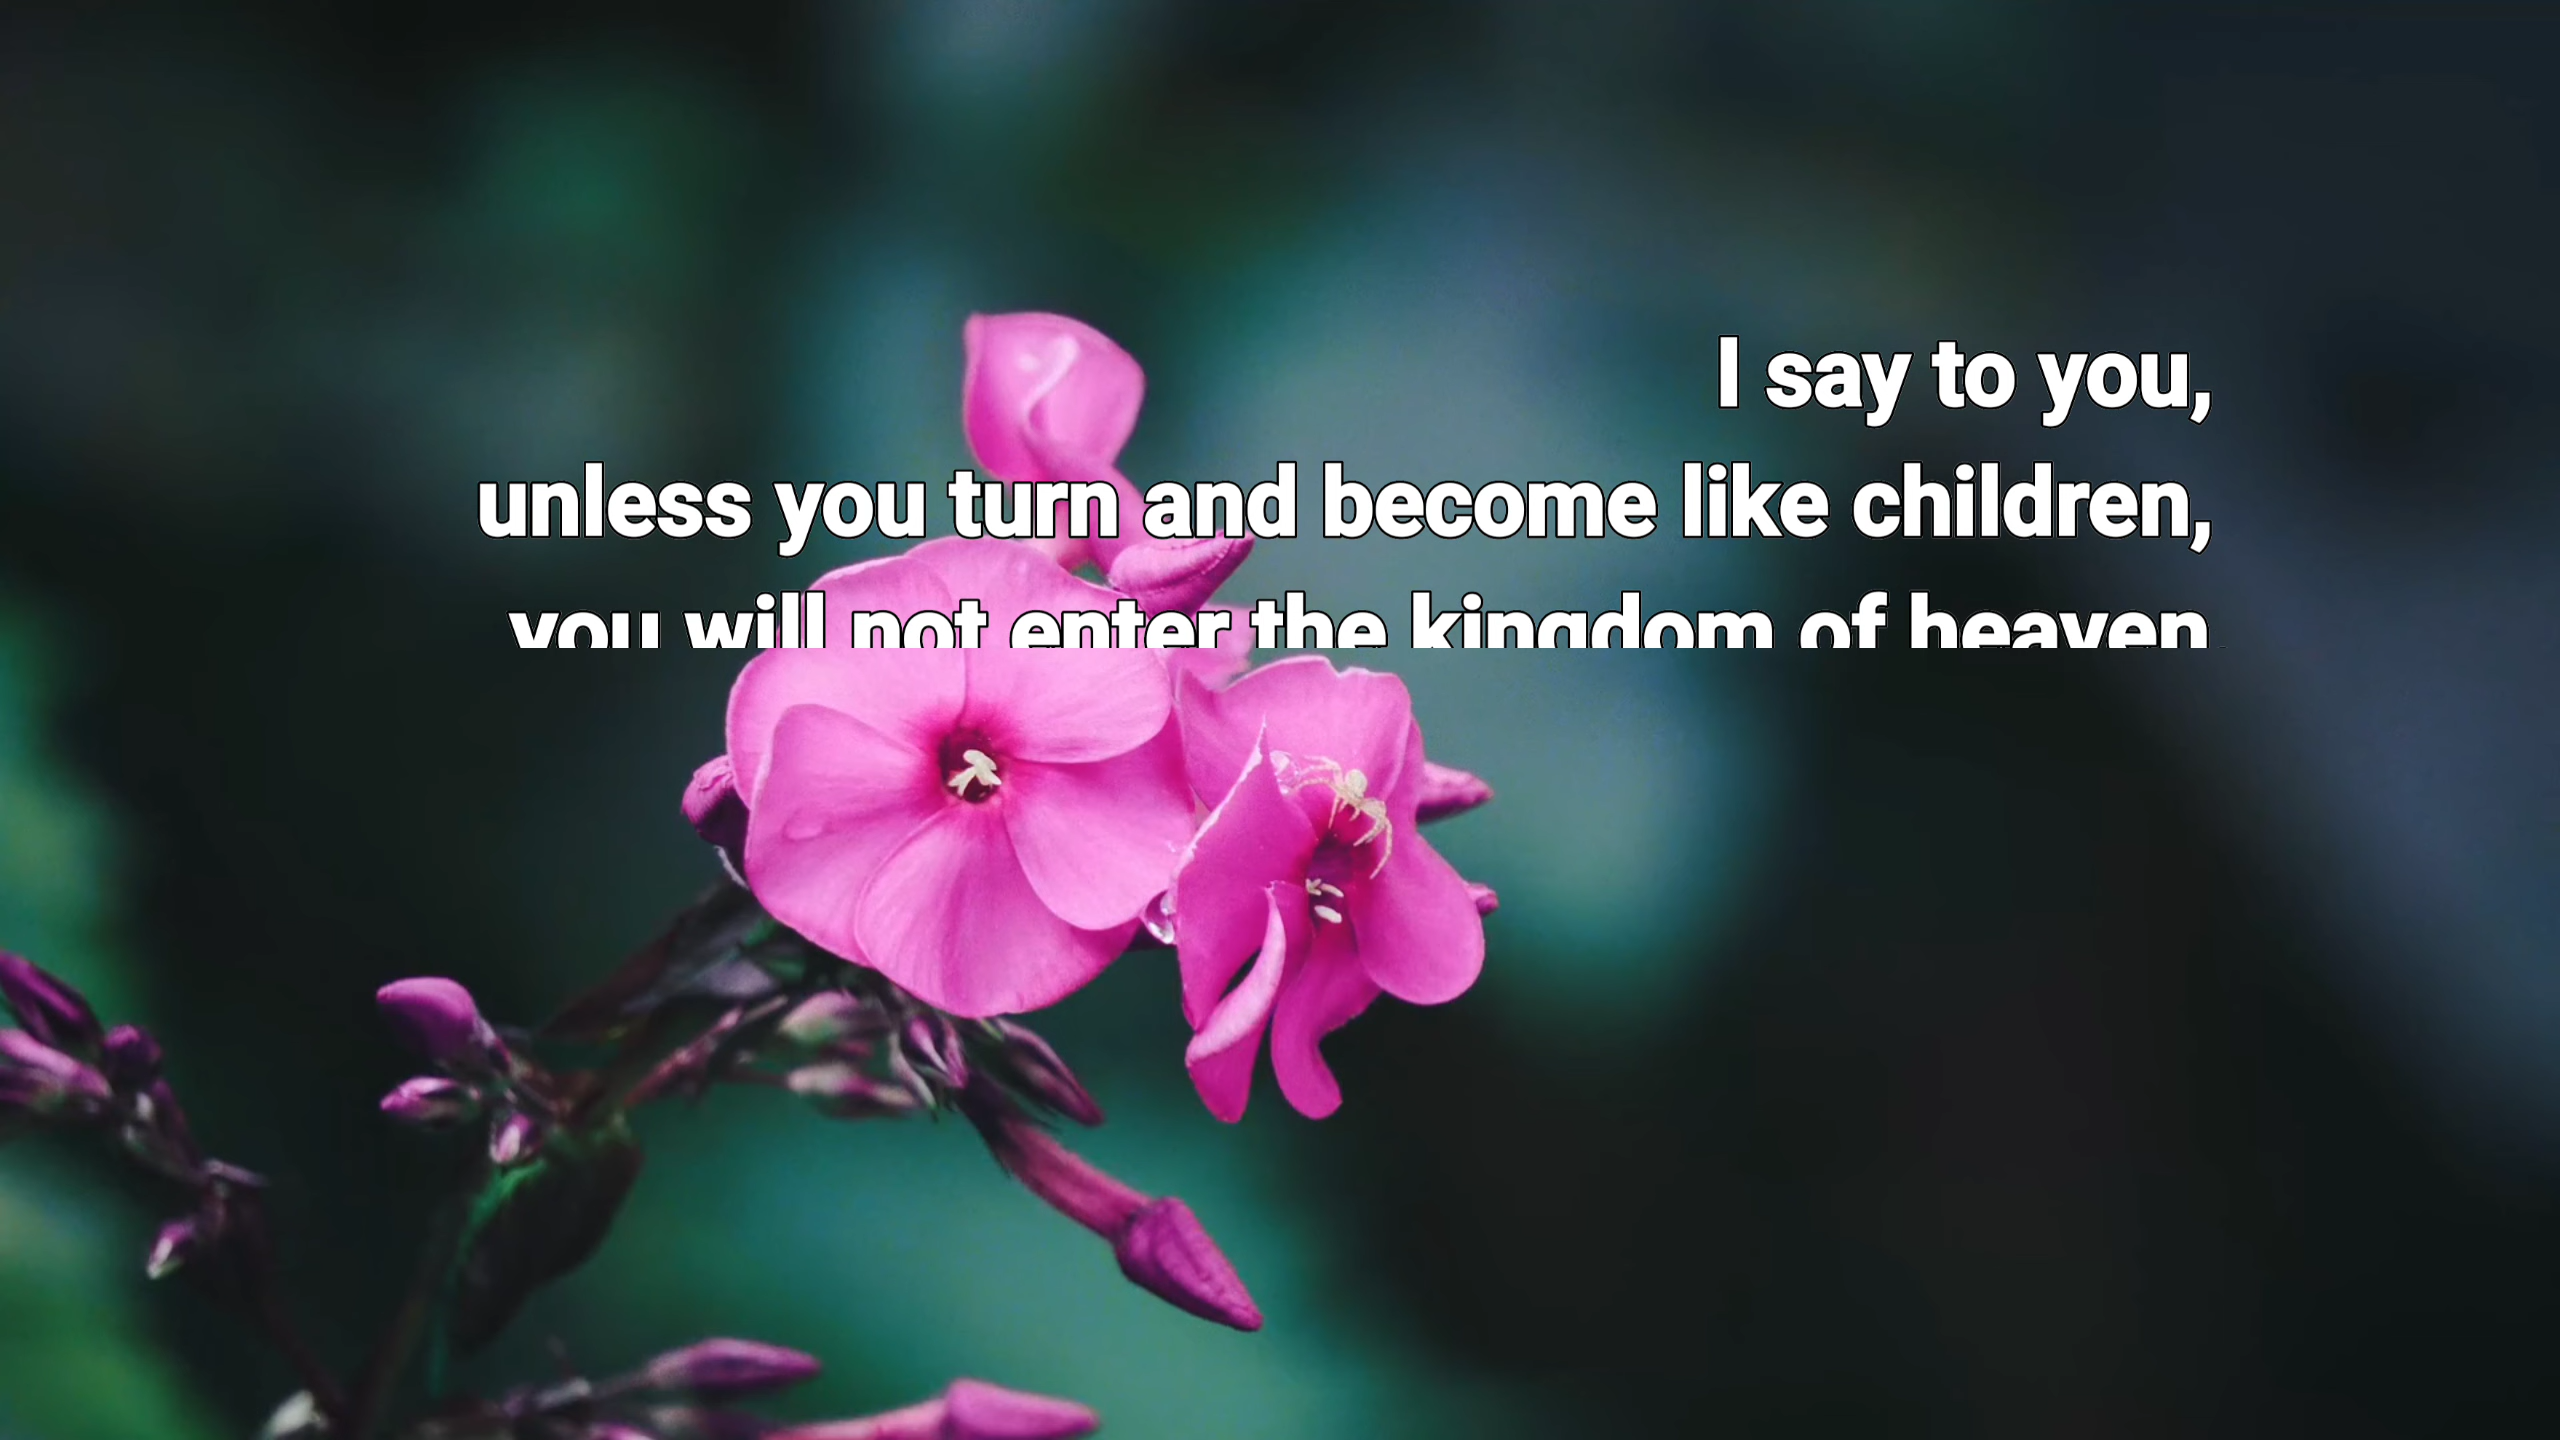 I say to you,
unless you turn and become like children,
you will not enter the kingdom of heaven